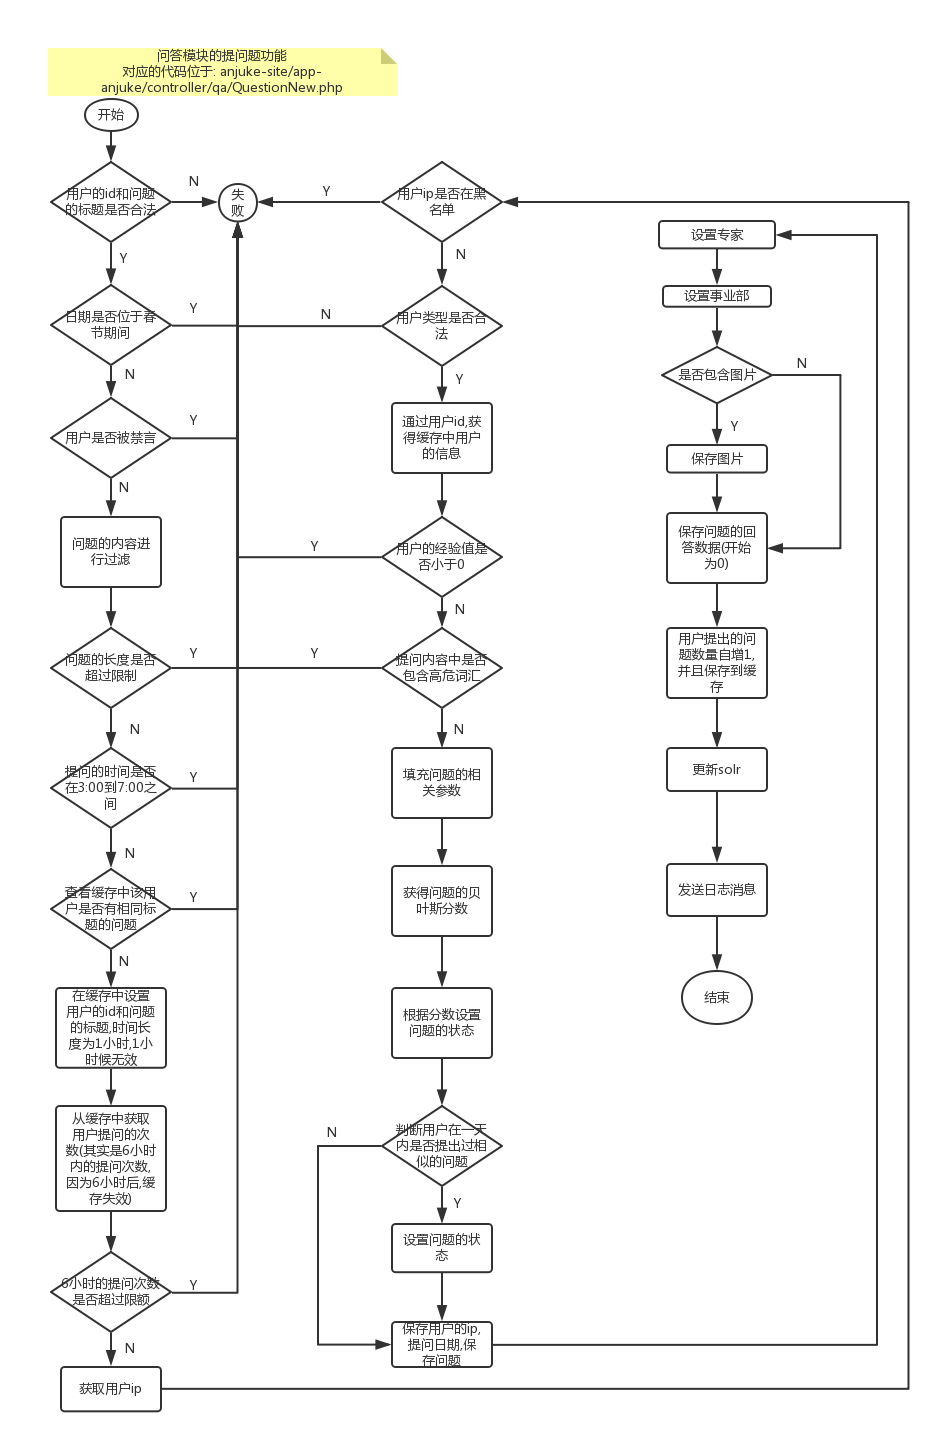 问答模块的提问题功能
对应的代码位于: anjuke-site/app-
anjuke/controller/qa/QuestionNew.php
开始
用户的id和问题
的标题是否合法
N
Y
日期是否位于春
节期间
Y
N
用户是否被禁言
Y
N
问题的内容进
行过滤
问题的长度是否
超过限制
Y
N
提问的时间是否
在3:00到7:00之
间
Y
N
查看缓存中该用
户是否有相同标
题的问题
Y
N
在缓存中设置
用户的id和问题
的标题,时间长
度为1小时,1小
时候无效
从缓存中获取
用户提问的次
数(其实是6小时
内的提问次数,
因为6小时后,缓
存失效)
6小时的提问次数
是否超过限额
Y
N
获取用户ip
失
败
用户ip是否在黑
名单
Y
N
用户类型是否合
法
N
Y
通过用户id,获
得缓存中用户
的信息
用户的经验值是
否小于0
Y
N
提问内容中是否
包含高危词汇
Y
N
填充问题的相
关参数
获得问题的贝
叶斯分数
根据分数设置
问题的状态
判断用户在一天
内是否提出过相
似的问题
N
Y
设置问题的状
态
保存用户的ip,
提问日期,保
存问题
设置专家
设置事业部
是否包含图片
N
Y
保存图片
保存问题的回
答数据(开始
为0)
用户提出的问
题数量自增1,
并且保存到缓
存
更新solr
发送日志消息
结束